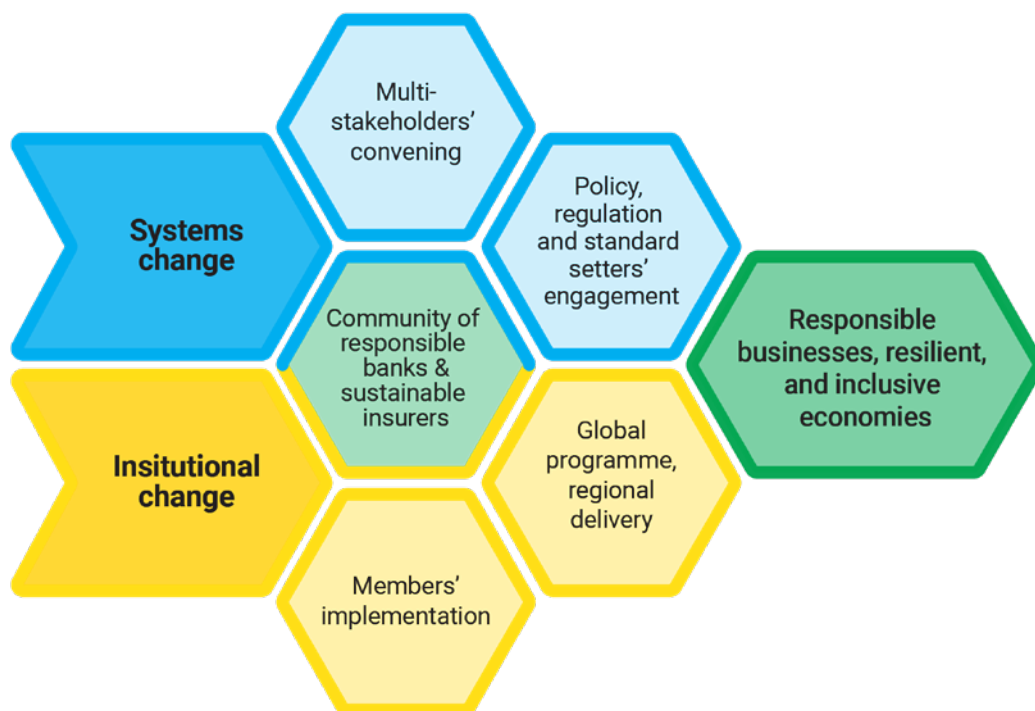 Multi-
stakeholders’
convening
Systems
change
Policy,
regulation
and standard
setters’
engagement
Community of
responsible
banks &
sustainable
insurers
Responsible
businesses, resilient,
and inclusive
economies
Insitutional
change
Global
programme,
regional
delivery
Members’
implementation